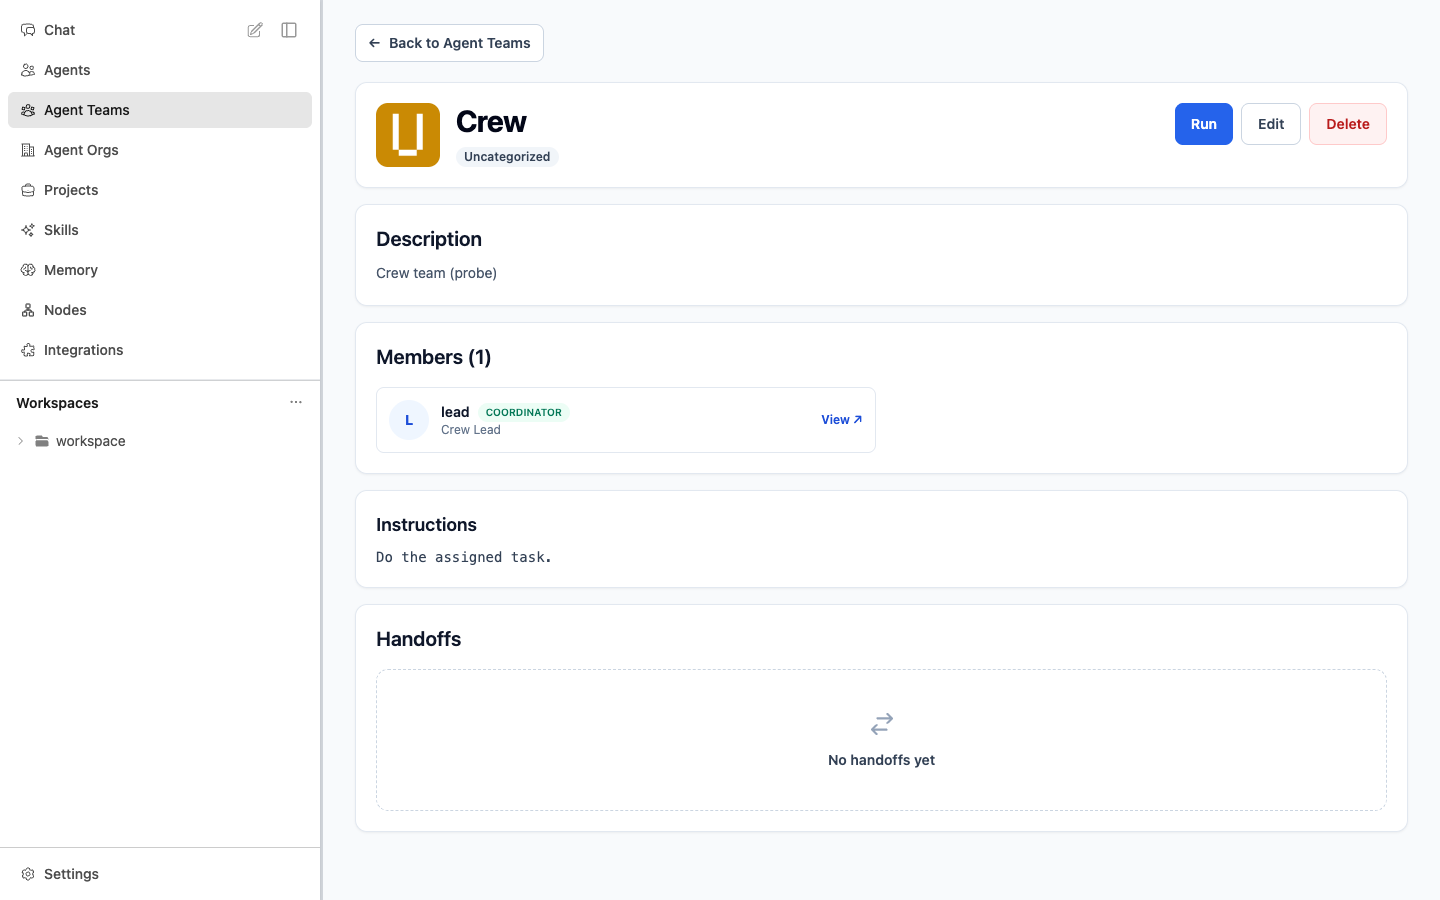 Chat
Agents
Agent Teams
Agent Orgs
Projects
Skills
Memory
Nodes
Integrations
Workspaces
workspace
Settings
Back to Agent Teams
Crew
Uncategorized
Run
Edit
Delete
Description
Crew team (probe)
Members (1)
L
lead COORDINATOR
Crew Lead
View
Instructions
Do the assigned task.
Handoffs
No handoffs yet